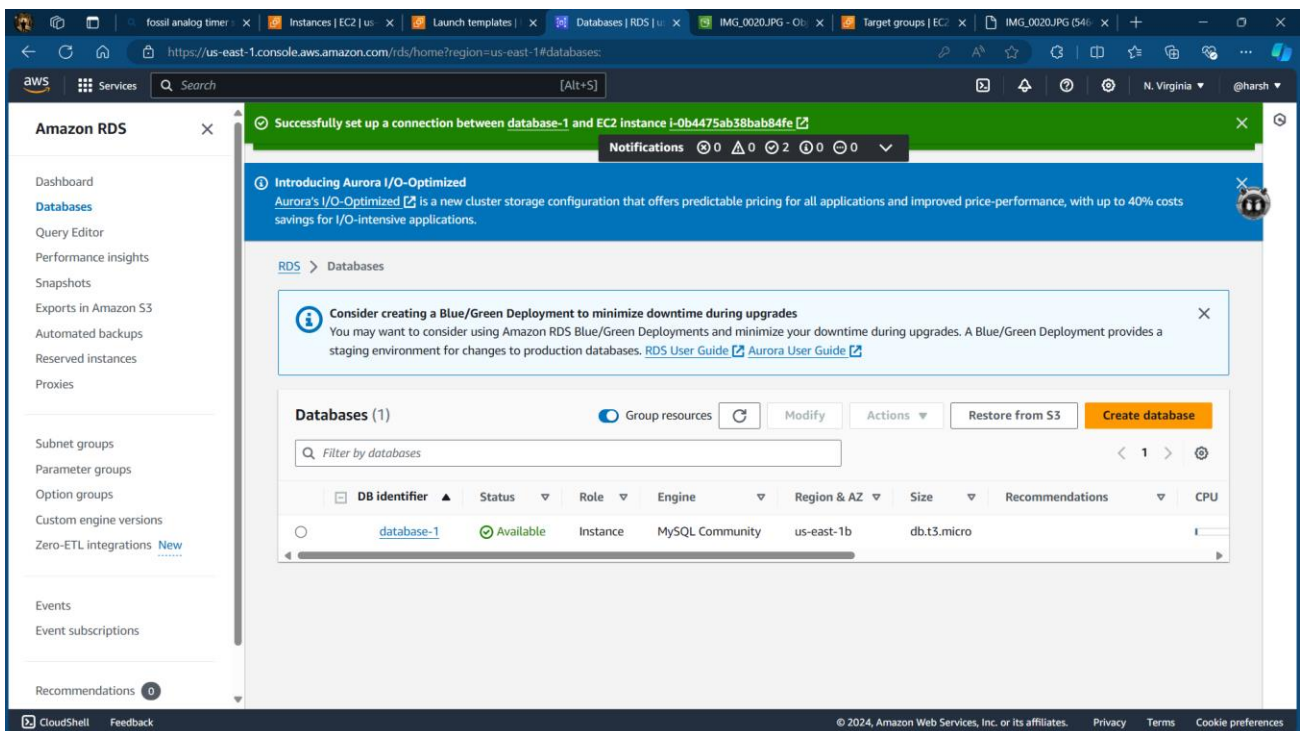 fossil analog timer
Instances | EC2 | us-
Launch templates |
Databases | RDS | u
IMG_0020.JPG - Ob
Target groups | EC2
IMG_0020.JPG (546
https://us-east-1.console.aws.amazon.com/rds/home?region=us-east-1#databases:
aws Services Search [Alt+S] N. Virginia ▼ @harsh ▼
Amazon RDS
Dashboard
Databases
Query Editor
Performance insights
Snapshots
Exports in Amazon S3
Automated backups
Reserved instances
Proxies
Subnet groups
Parameter groups
Option groups
Custom engine versions
Zero-ETL integrations New
Events
Event subscriptions
Recommendations 0
Successfully set up a connection between database-1 and EC2 instance i-0b4475ab38bab84fe
Notifications 0 0 2 0 0
Introducing Aurora I/O-Optimized
Aurora's I/O-Optimized is a new cluster storage configuration that offers predictable pricing for all applications and improved price-performance, with up to 40% costs
savings for I/O-intensive applications.
RDS > Databases
Consider creating a Blue/Green Deployment to minimize downtime during upgrades
You may want to consider using Amazon RDS Blue/Green Deployments and minimize your downtime during upgrades. A Blue/Green Deployment provides a
staging environment for changes to production databases. RDS User Guide Aurora User Guide
Databases (1) Group resources Modify Actions ▼ Restore from S3 Create database
Filter by databases < 1 >
DB identifier ▲ Status Role Engine Region & AZ Size Recommendations CPU
database-1 Available Instance MySQL Community us-east-1b db.t3.micro
CloudShell Feedback © 2024, Amazon Web Services, Inc. or its affiliates. Privacy Terms Cookie preferences